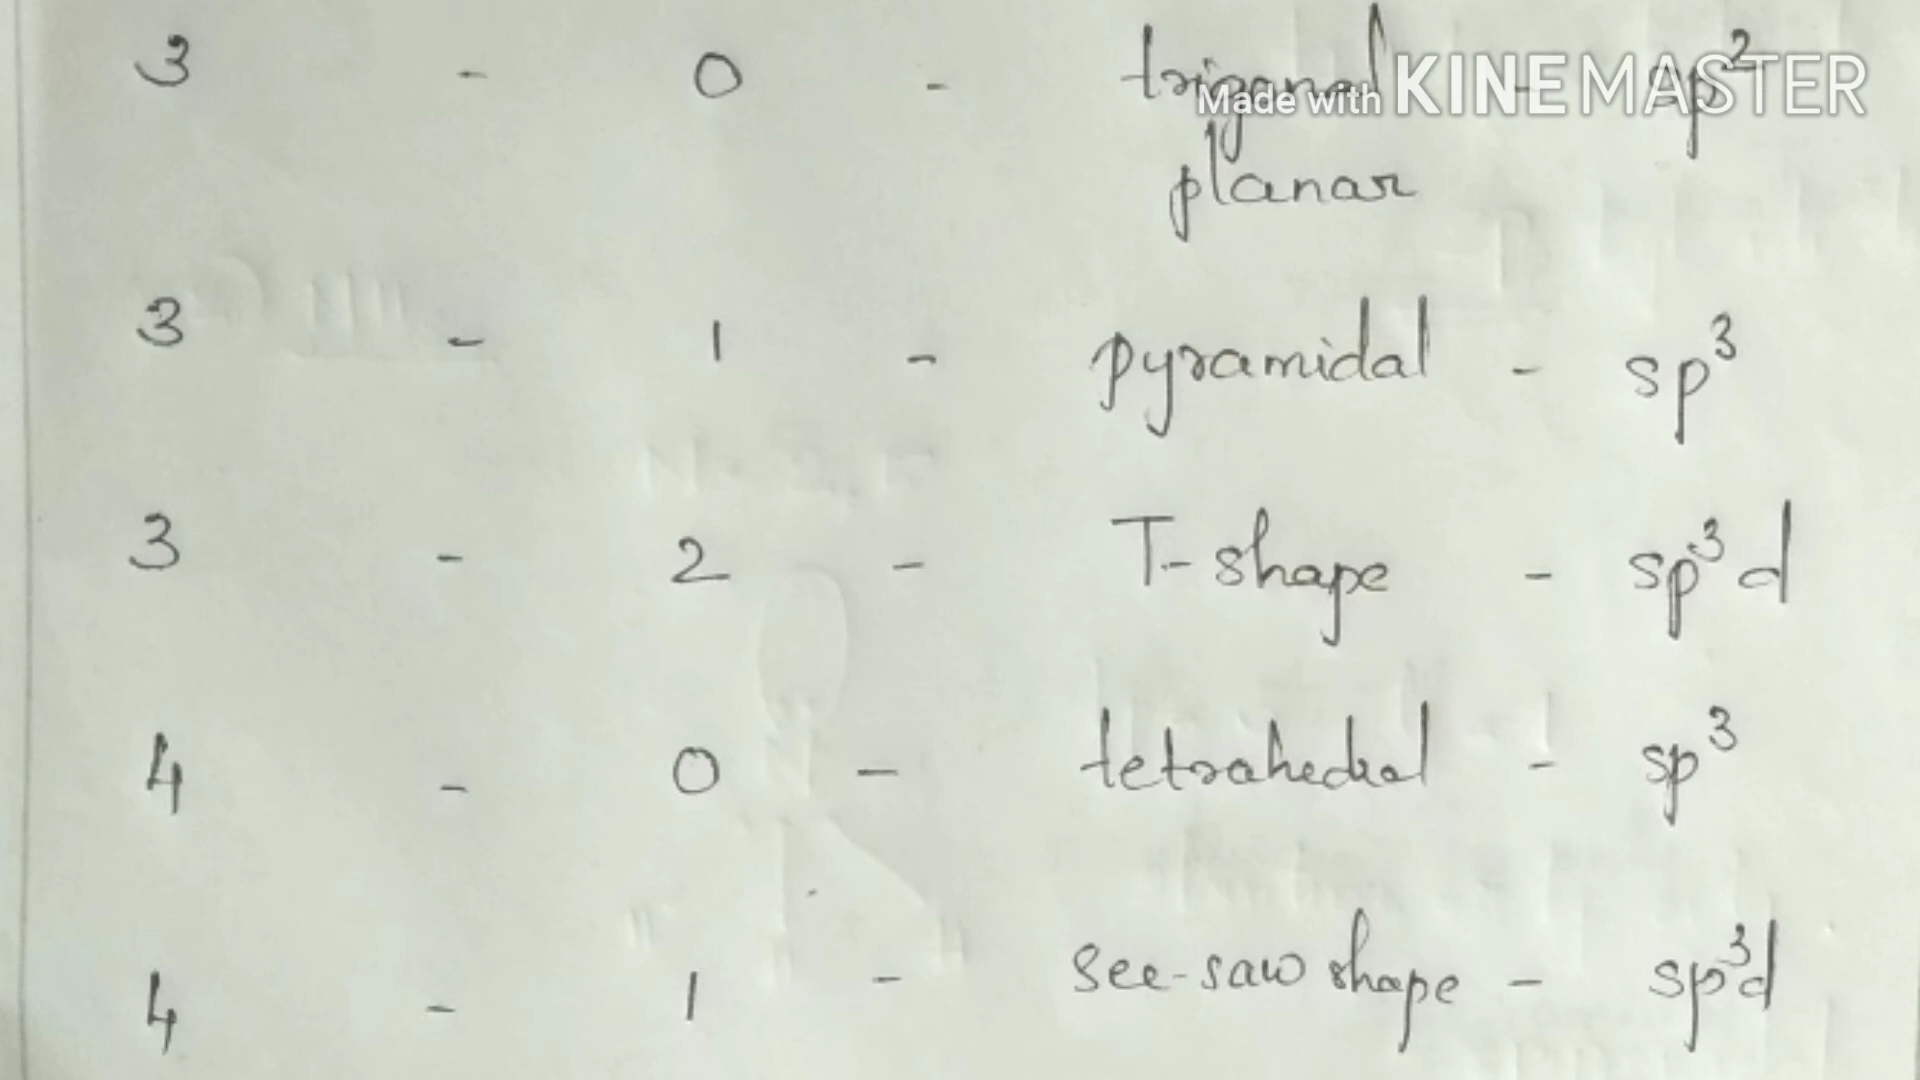 3 - 0 - trigonal - sp²
planar
Made with KINEMASTER
3 - 1 - pyramidal - sp³
3 - 2 - T-shape - sp³d
4 - 0 - tetrahedral - sp³
4 - 1 - see-saw shape - sp³d